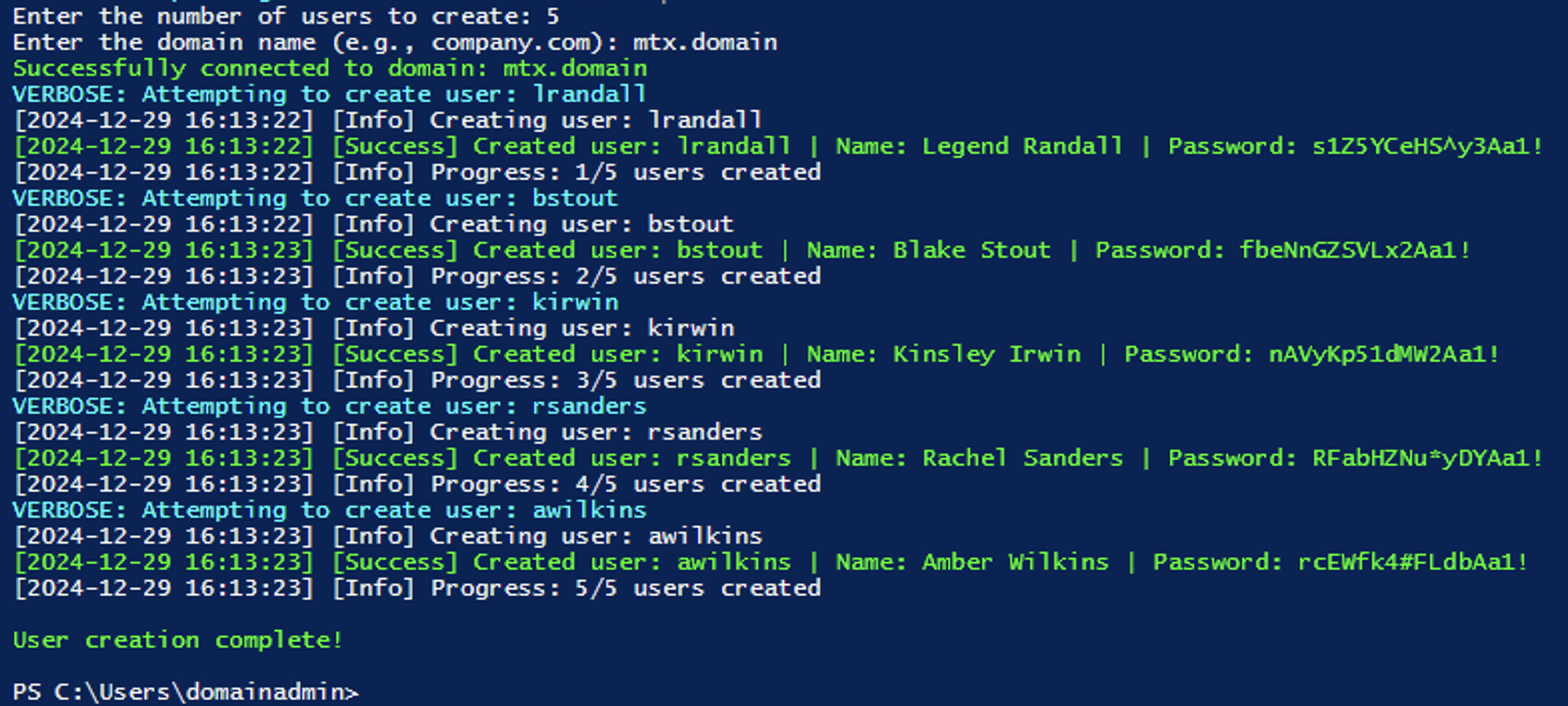 Enter the number of users to create: 5
Enter the domain name (e.g., company.com): mtx.domain
Successfully connected to domain: mtx.domain
VERBOSE: Attempting to create user: lrandall
[2024-12-29 16:13:22] [Info] Creating user: lrandall
[2024-12-29 16:13:22] [Success] Created user: lrandall | Name: Legend Randall | Password: s1Z5YCeHS^y3Aa1!
[2024-12-29 16:13:22] [Info] Progress: 1/5 users created
VERBOSE: Attempting to create user: bstout
[2024-12-29 16:13:22] [Info] Creating user: bstout
[2024-12-29 16:13:23] [Success] Created user: bstout | Name: Blake Stout | Password: fbeNnGZSVLx2Aa1!
[2024-12-29 16:13:23] [Info] Progress: 2/5 users created
VERBOSE: Attempting to create user: kirwin
[2024-12-29 16:13:23] [Info] Creating user: kirwin
[2024-12-29 16:13:23] [Success] Created user: kirwin | Name: Kinsley Irwin | Password: nAVyKp51dMW2Aa1!
[2024-12-29 16:13:23] [Info] Progress: 3/5 users created
VERBOSE: Attempting to create user: rsanders
[2024-12-29 16:13:23] [Info] Creating user: rsanders
[2024-12-29 16:13:23] [Success] Created user: rsanders | Name: Rachel Sanders | Password: RFabHZNu*yDYAa1!
[2024-12-29 16:13:23] [Info] Progress: 4/5 users created
VERBOSE: Attempting to create user: awilkins
[2024-12-29 16:13:23] [Info] Creating user: awilkins
[2024-12-29 16:13:23] [Success] Created user: awilkins | Name: Amber Wilkins | Password: rcEWfk4#FLdbAa1!
[2024-12-29 16:13:23] [Info] Progress: 5/5 users created
User creation complete!
PS C:\Users\domainadmin>